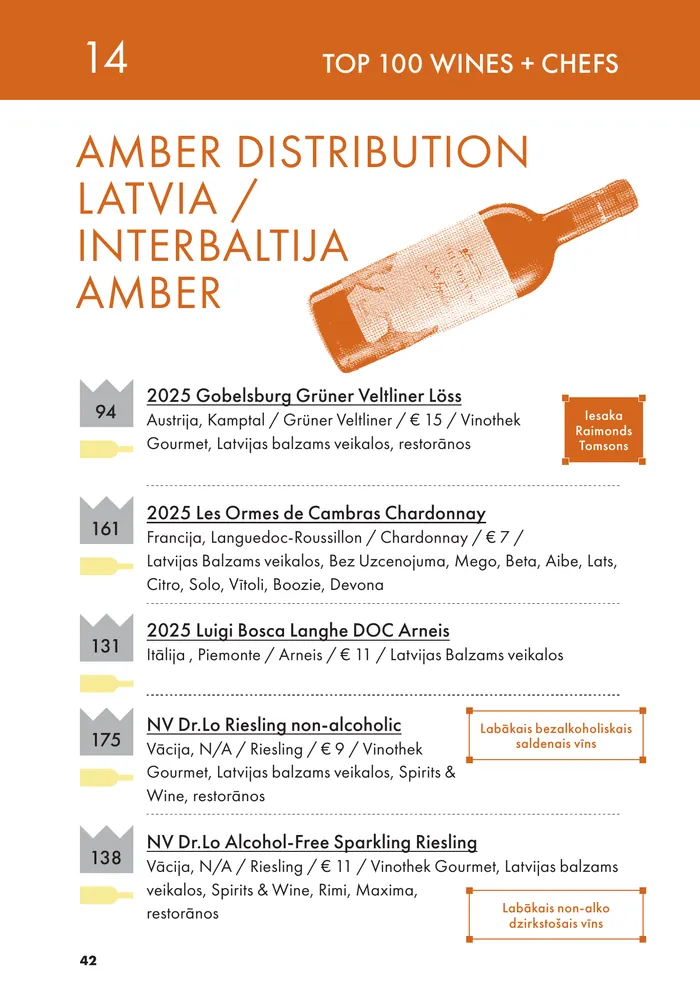 14
TOP 100 WINES + CHEFS
AMBER DISTRIBUTION
LATVIA /
INTERBALTIJA
AMBER
94
2025 Gobelsburg Grüner Veltliner Löss
Austrija, Kamptal / Grüner Veltliner / € 15 / Vinothek
Gourmet, Latvijas balzams veikalos, restorānos
Iesaka
Raimonds
Tomsons
161
2025 Les Ormes de Cambras Chardonnay
Francija, Languedoc-Roussillon / Chardonnay / € 7 /
Latvijas Balzams veikalos, Bez Uzcenojuma, Mego, Beta, Aibe, Lats,
Citro, Solo, Vītoli, Boozie, Devona
131
2025 Luigi Bosca Langhe DOC Arneis
Itālija , Piemonte / Arneis / € 11 / Latvijas Balzams veikalos
175
NV Dr.Lo Riesling non-alcoholic
Vācija, N/A / Riesling / € 9 / Vinothek
Gourmet, Latvijas balzams veikalos, Spirits &
Wine, restorānos
Labākais bezalkoholiskais
saldenais vīns
138
NV Dr.Lo Alcohol-Free Sparkling Riesling
Vācija, N/A / Riesling / € 11 / Vinothek Gourmet, Latvijas balzams
veikalos, Spirits & Wine, Rimi, Maxima,
restorānos
Labākais non-alko
dzirkstošais vīns
42